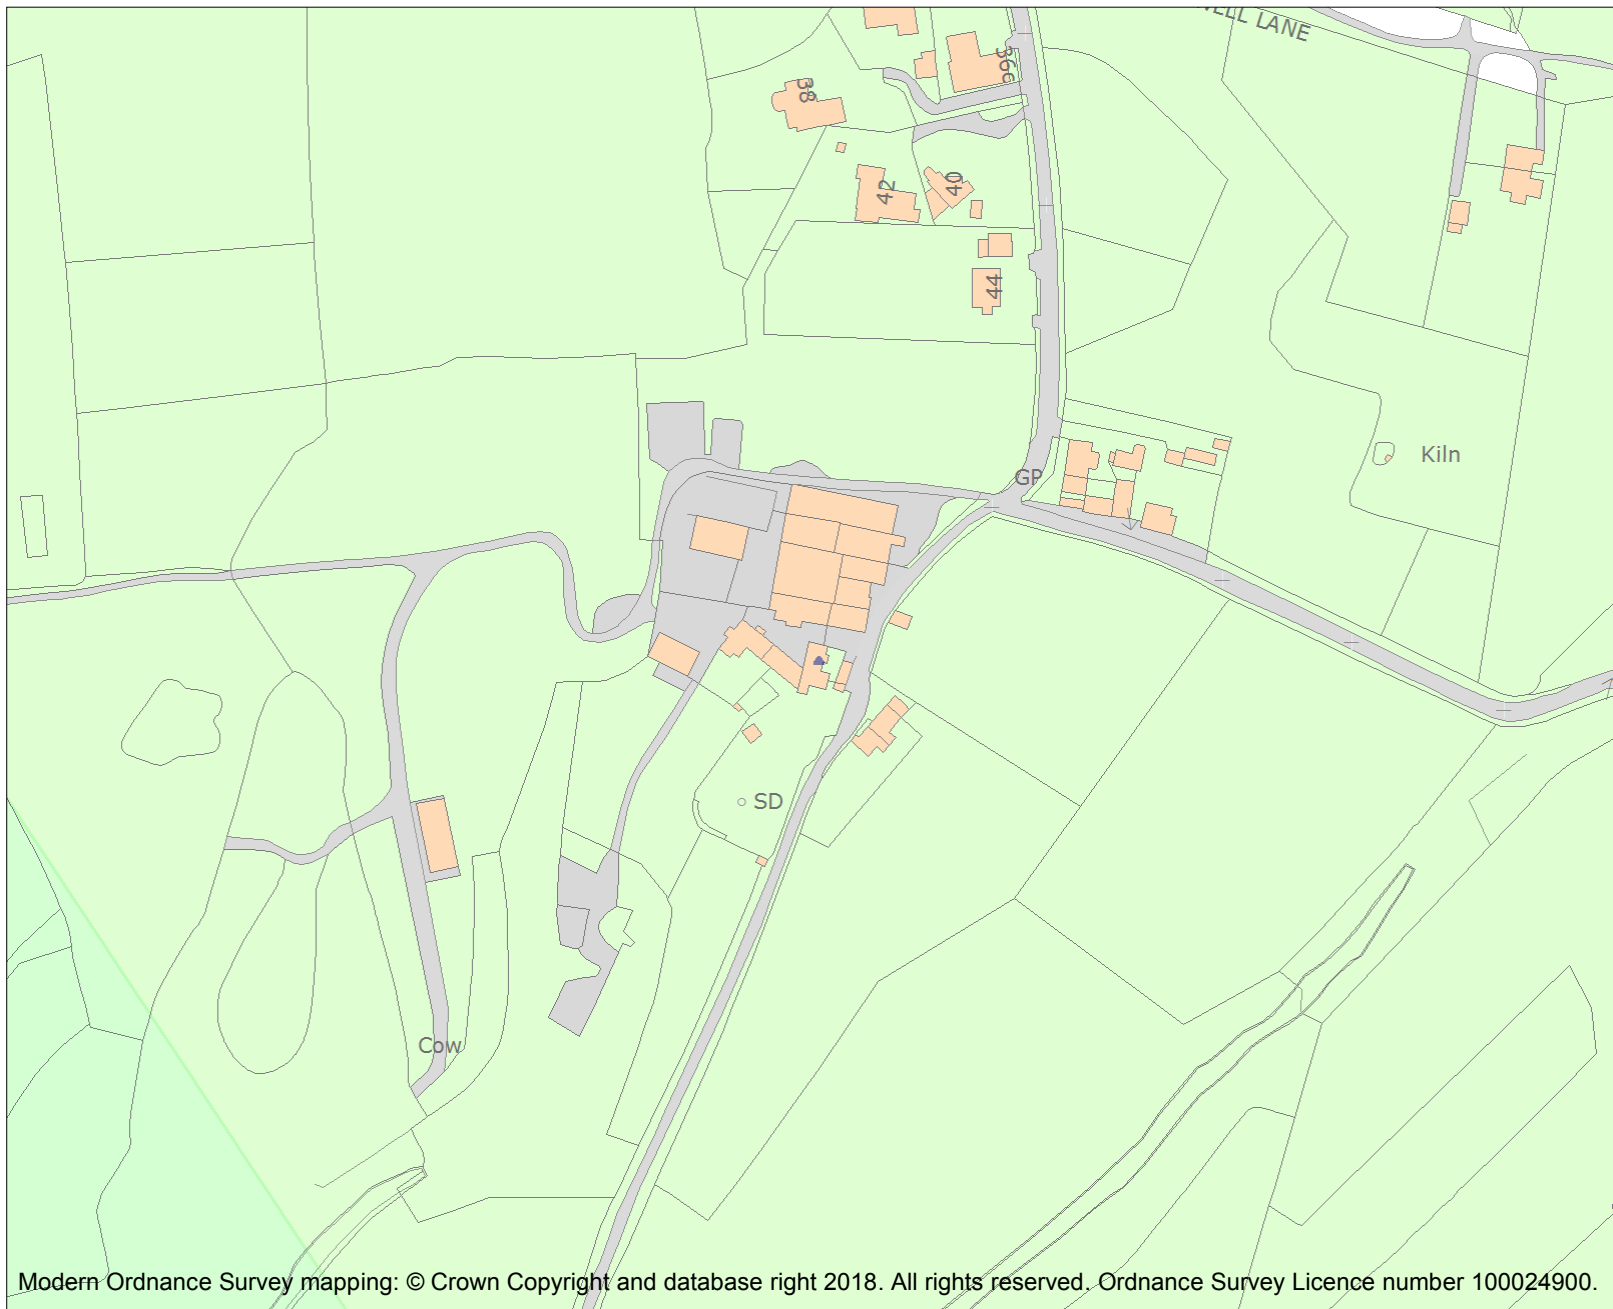 LANE
38
396
42
40
44
GP
Kiln
SD
Cow
Modern Ordnance Survey mapping: © Crown Copyright and database right 2018. All rights reserved. Ordnance Survey Licence number 100024900.